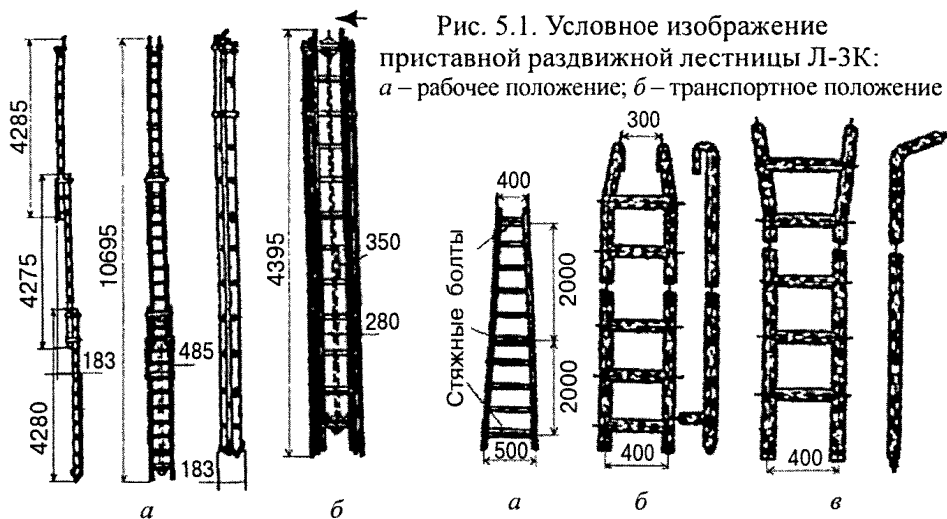 Рис. 5.1. Условное изображение
приставной раздвижной лестницы Л-3К:
а – рабочее положение; б – транспортное положение
4285
4275
183
4280
10695
485
183
а
4395
350
280
б
400
Стяжные болты
2000
2000
500
а
300
400
б
400
в